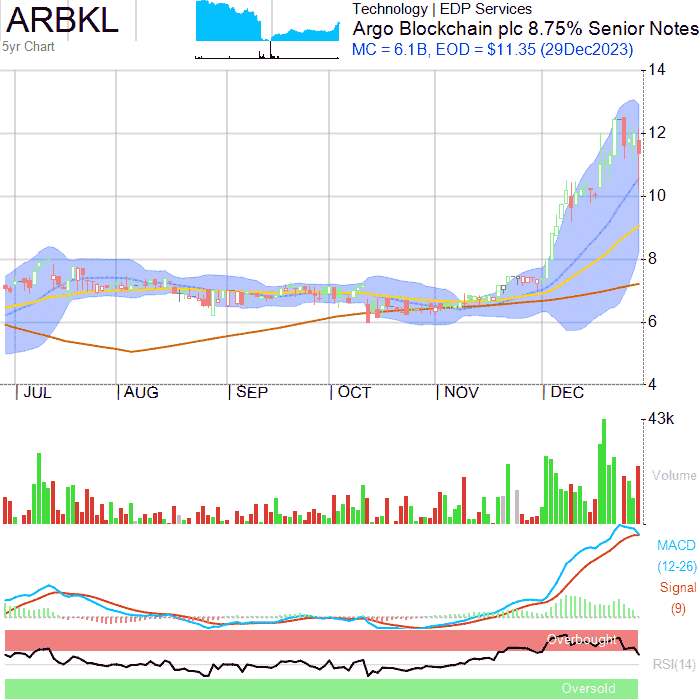 ARBKL
5yr Chart
Technology | EDP Services
Argo Blockchain plc 8.75% Senior Notes
MC = 6.1B, EOD = $11.35 (29Dec2023)
14
12
10
8
6
4
JUL AUG SEP OCT NOV DEC
43k
Volume
MACD
(12-26)
Signal
(9)
Overbought
RSI(14)
Oversold